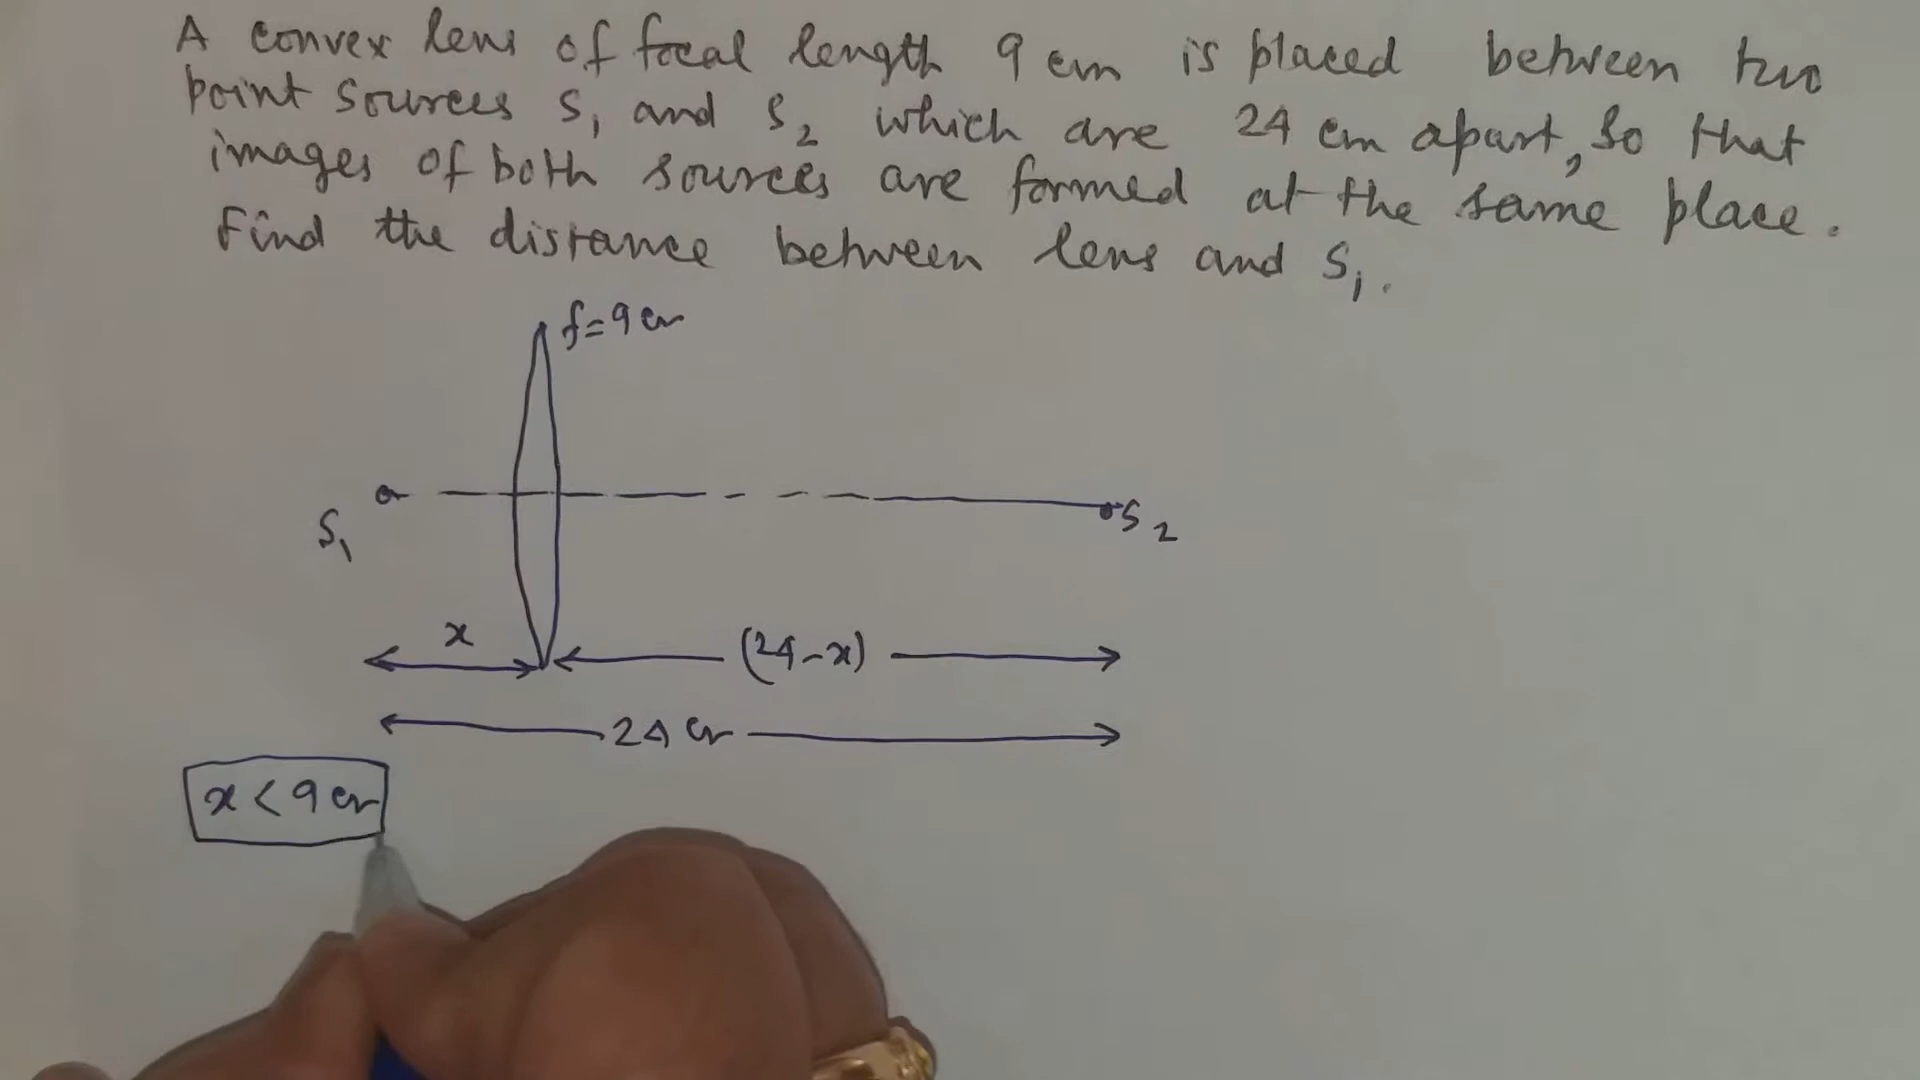 A convex lens of focal length 9 cm is placed between two
point sources S₁ and S₂ which are 24 cm apart, so that
images of both sources are formed at the same place.
Find the distance between lens and S₁.
f=9cm
S₁
S₂
x
(24-x)
24 cm
x < 9 cm